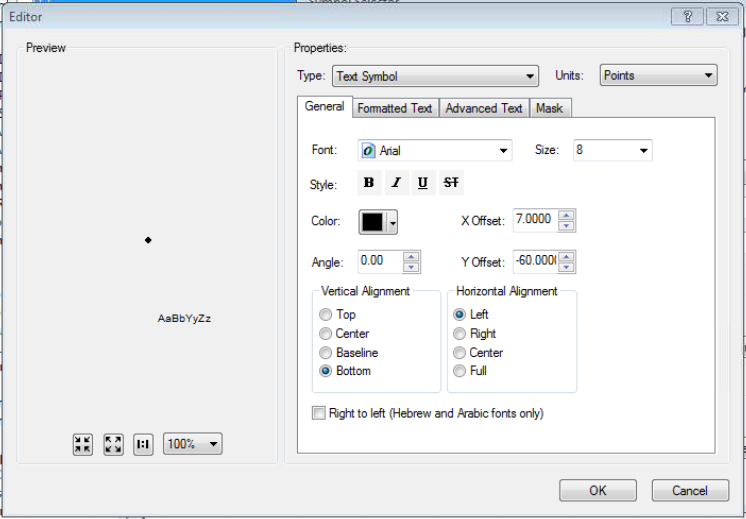 Editor
Preview
Properties:
Type: Text Symbol Units: Points
General Formatted Text Advanced Text Mask
Font: Arial Size: 8
Style: B I U ST
Color: X Offset: 7.0000
Angle: 0.00 Y Offset: -60.000
Vertical Alignment Horizontal Alignment
Top Left
Center Right
Baseline Center
Bottom Full
Right to left (Hebrew and Arabic fonts only)
AaBbYyZz
1:1 100%
OK Cancel